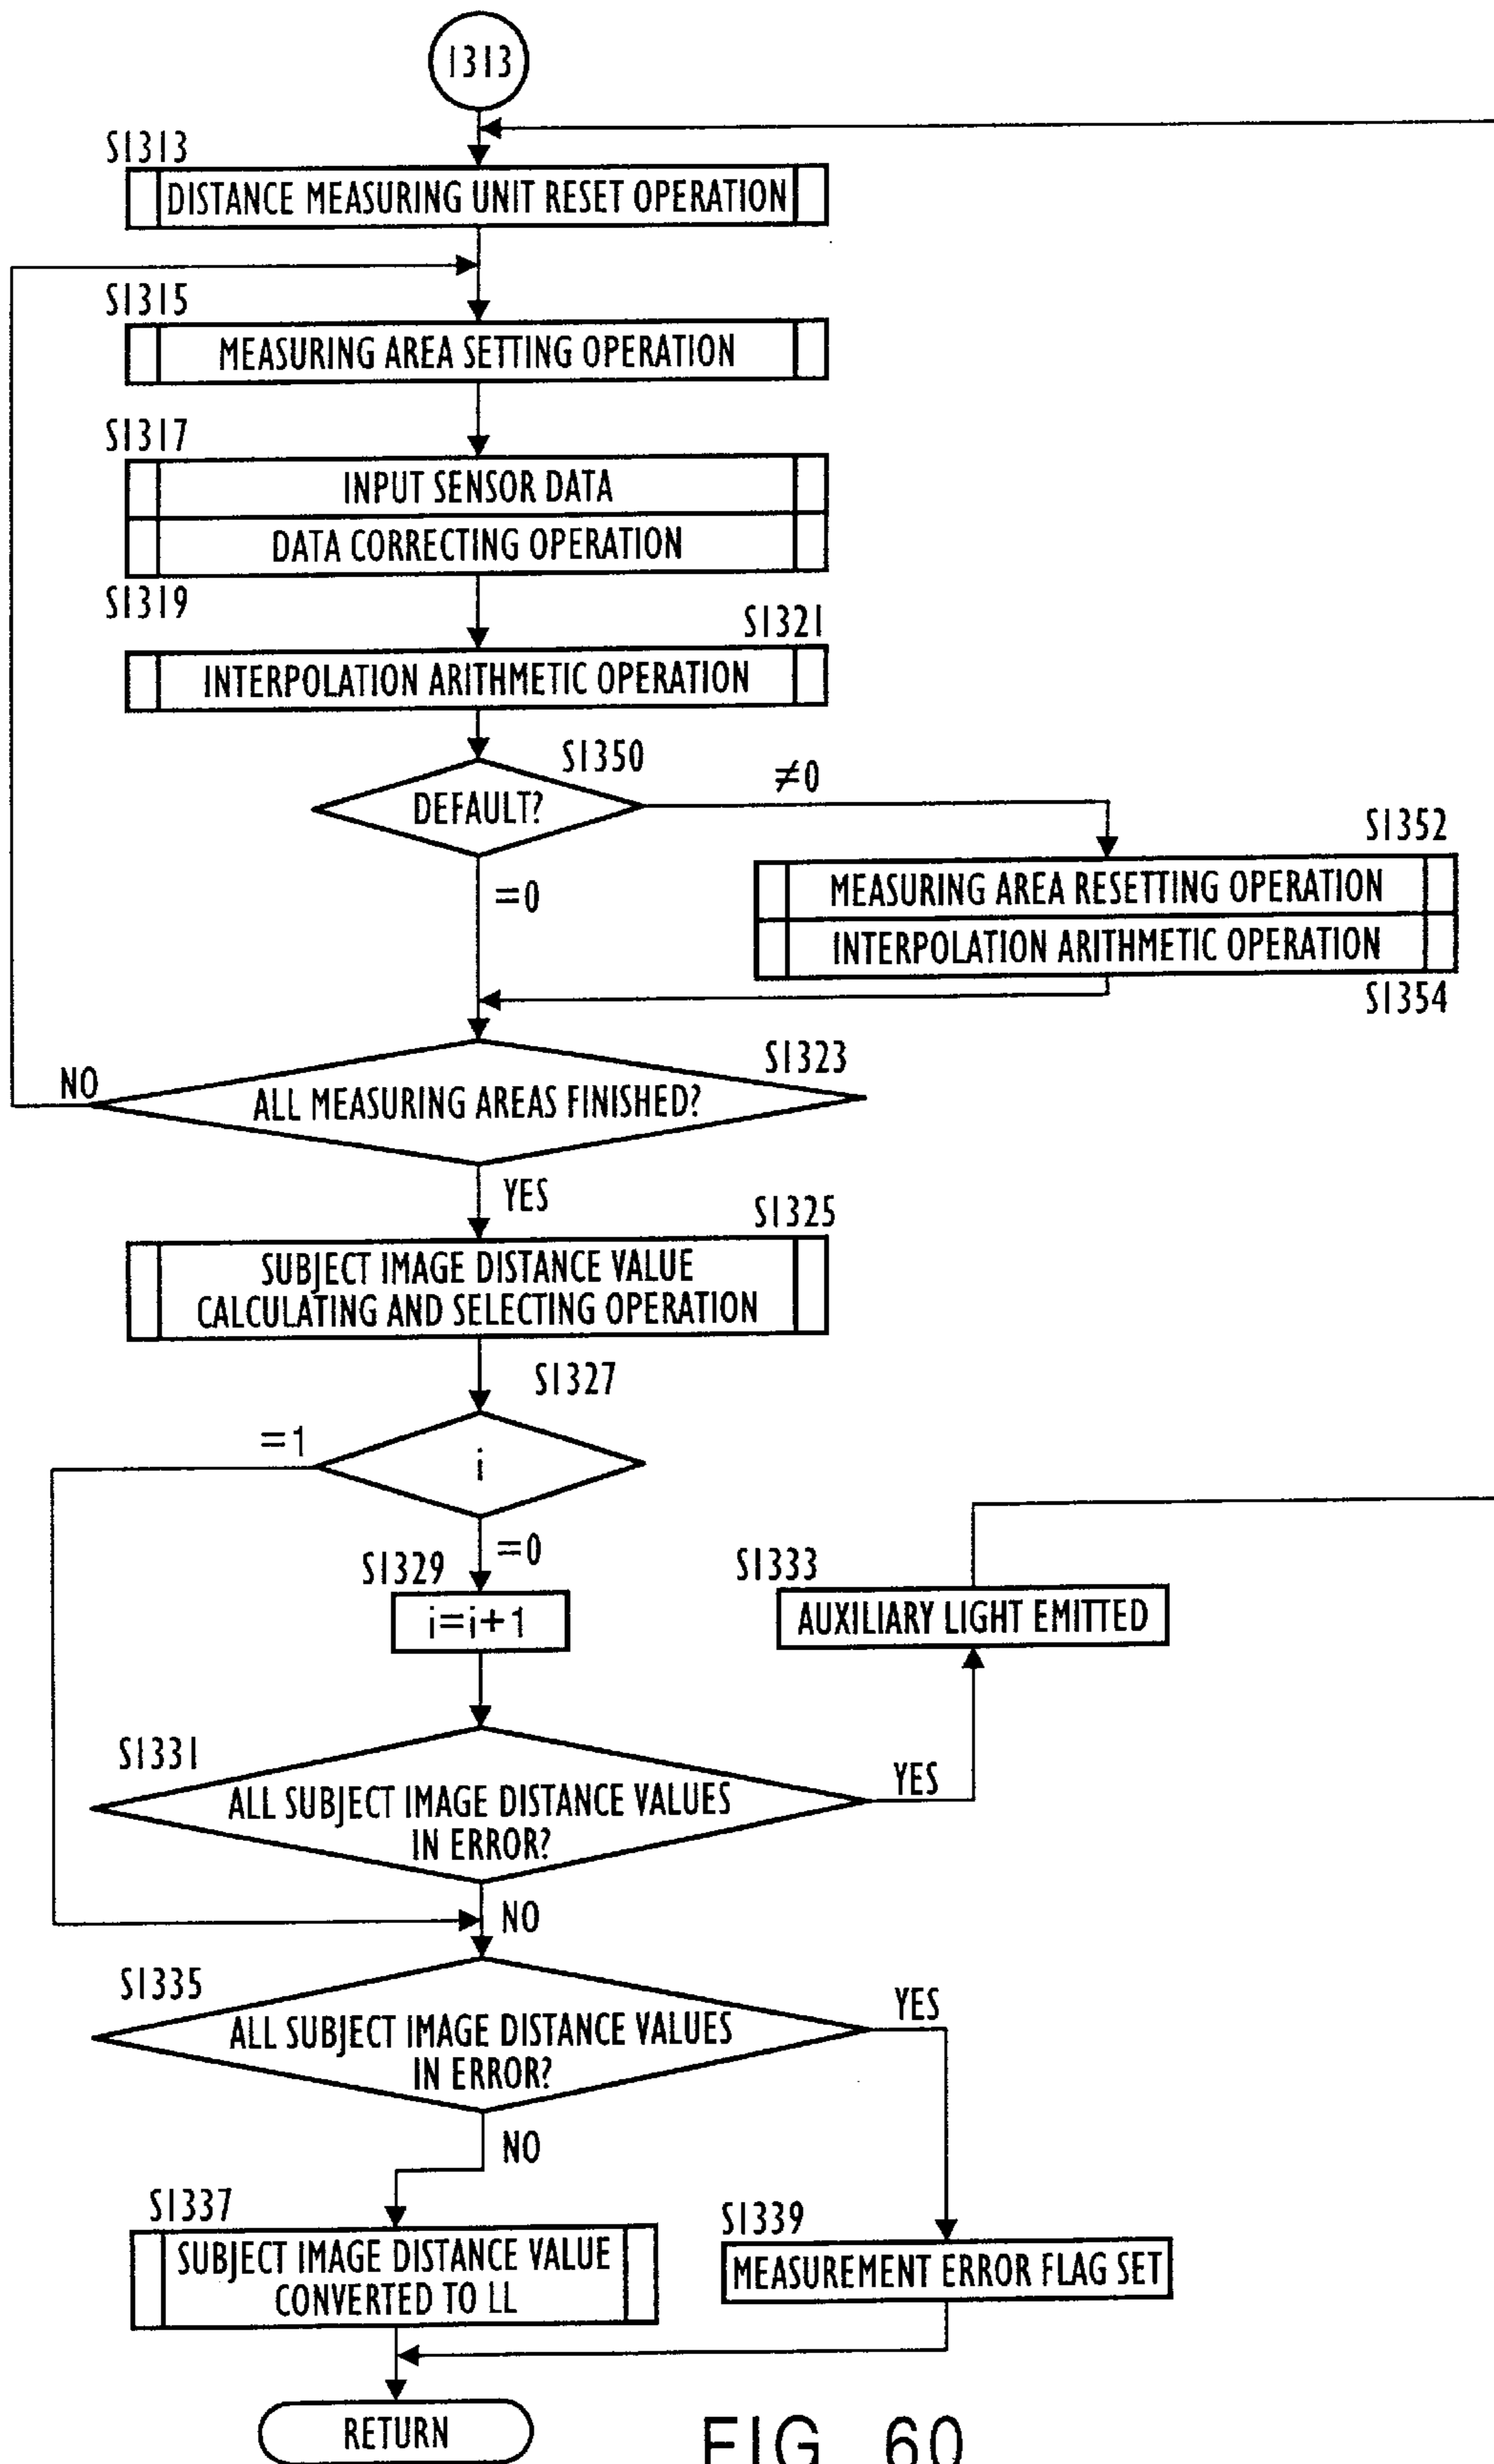 1313
S1313
DISTANCE MEASURING UNIT RESET OPERATION
S1315
MEASURING AREA SETTING OPERATION
S1317
INPUT SENSOR DATA
DATA CORRECTING OPERATION
S1319
S1321
INTERPOLATION ARITHMETIC OPERATION
S1350
DEFAULT?
≠0
=0
S1352
MEASURING AREA RESETTING OPERATION
INTERPOLATION ARITHMETIC OPERATION
S1354
S1323
ALL MEASURING AREAS FINISHED?
NO
YES
S1325
SUBJECT IMAGE DISTANCE VALUE
CALCULATING AND SELECTING OPERATION
S1327
i
=1
=0
S1329
i=i+1
S1333
AUXILIARY LIGHT EMITTED
S1331
ALL SUBJECT IMAGE DISTANCE VALUES
IN ERROR?
YES
NO
S1335
ALL SUBJECT IMAGE DISTANCE VALUES
IN ERROR?
YES
NO
S1337
SUBJECT IMAGE DISTANCE VALUE
CONVERTED TO LL
S1339
MEASUREMENT ERROR FLAG SET
RETURN
FIG. 60